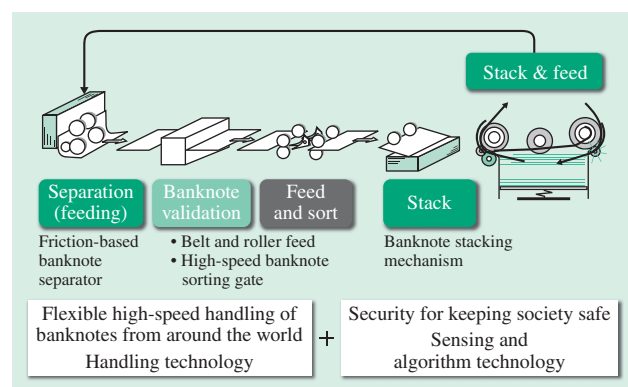 Stack & feed
Separation
(feeding)
Banknote
validation
Feed
and sort
Stack
Friction-based
banknote
separator
• Belt and roller feed
• High-speed banknote
sorting gate
Banknote stacking
mechanism
Flexible high-speed handling of
banknotes from around the world
Handling technology
+
Security for keeping society safe
Sensing and
algorithm technology